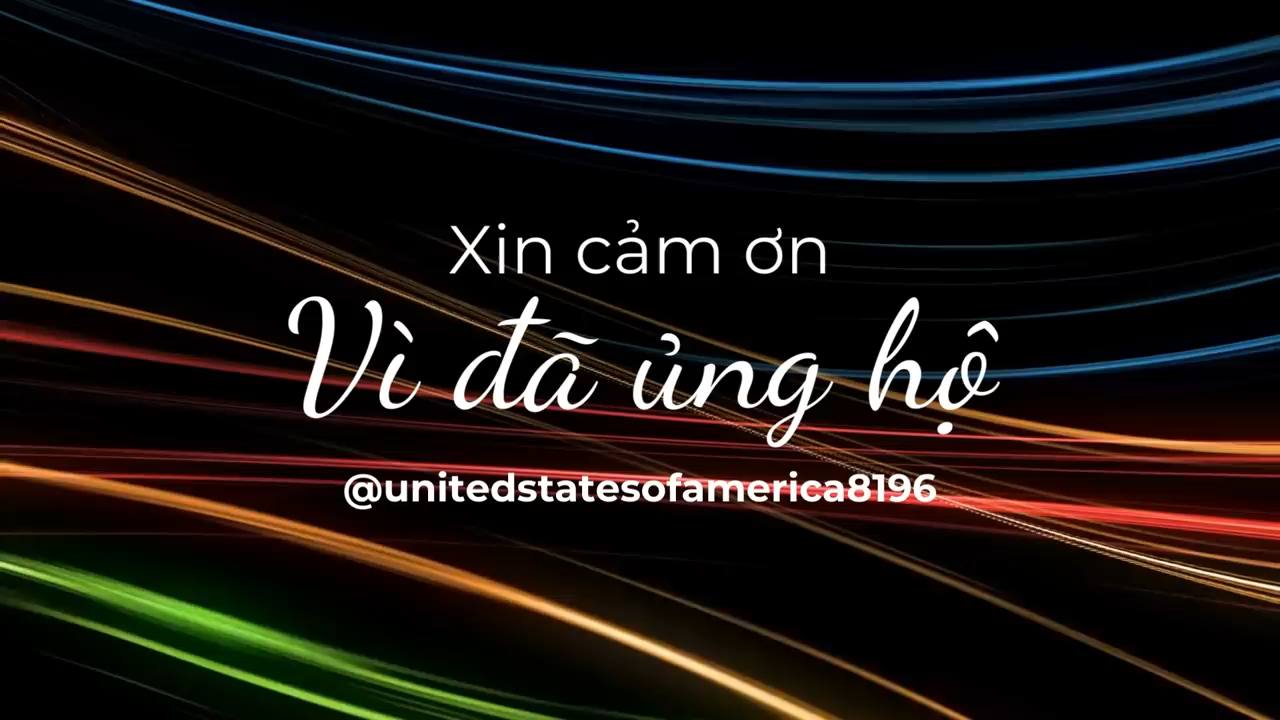 Xin cảm ơn
Vì đã ủng hộ
@unitedstatesofamerica8196